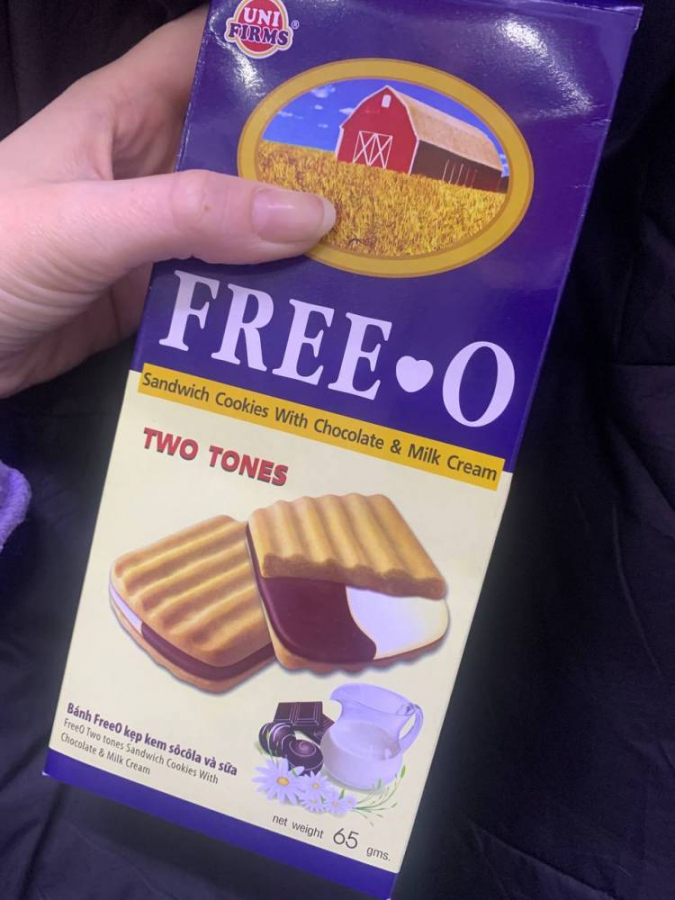 UNI
FIRMS®
FREE♥O
Sandwich Cookies With Chocolate & Milk Cream
TWO TONES
Bánh FreeO kẹp kem sôcôla và sữa
FreeO Two tones Sandwich Cookies With
Chocolate & Milk Cream
net weight 65 gms.